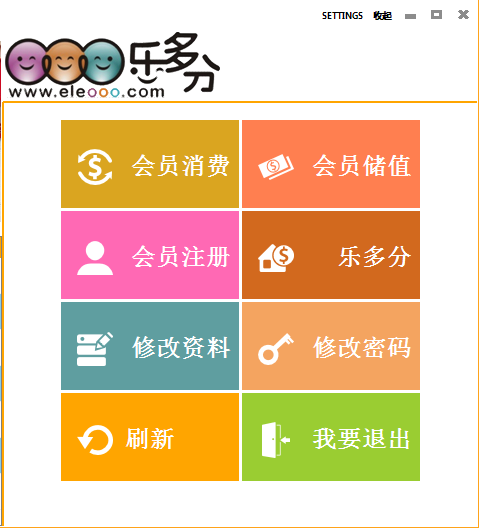 SETTINGS 收起
乐多分
www.eleooo.com
会员消费 会员储值
会员注册 乐多分
修改资料 修改密码
刷新 我要退出